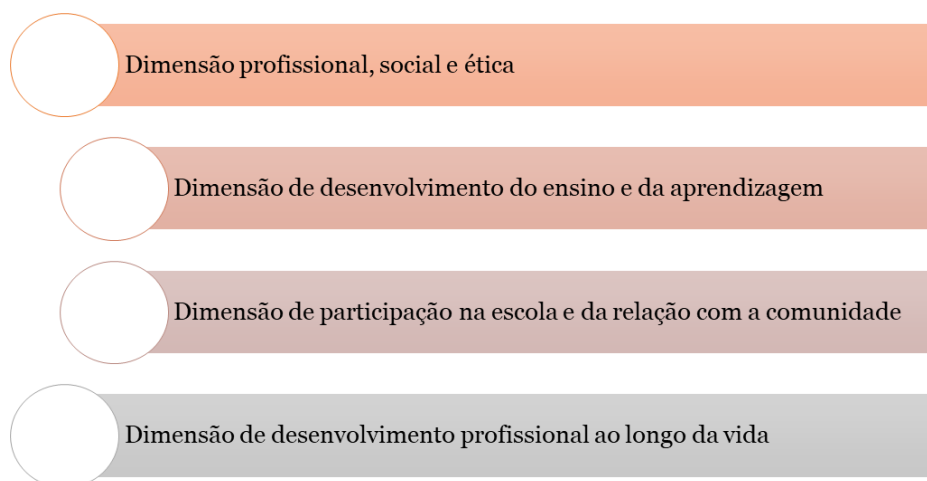 Dimensão profissional, social e ética
Dimensão de desenvolvimento do ensino e da aprendizagem
Dimensão de participação na escola e da relação com a comunidade
Dimensão de desenvolvimento profissional ao longo da vida